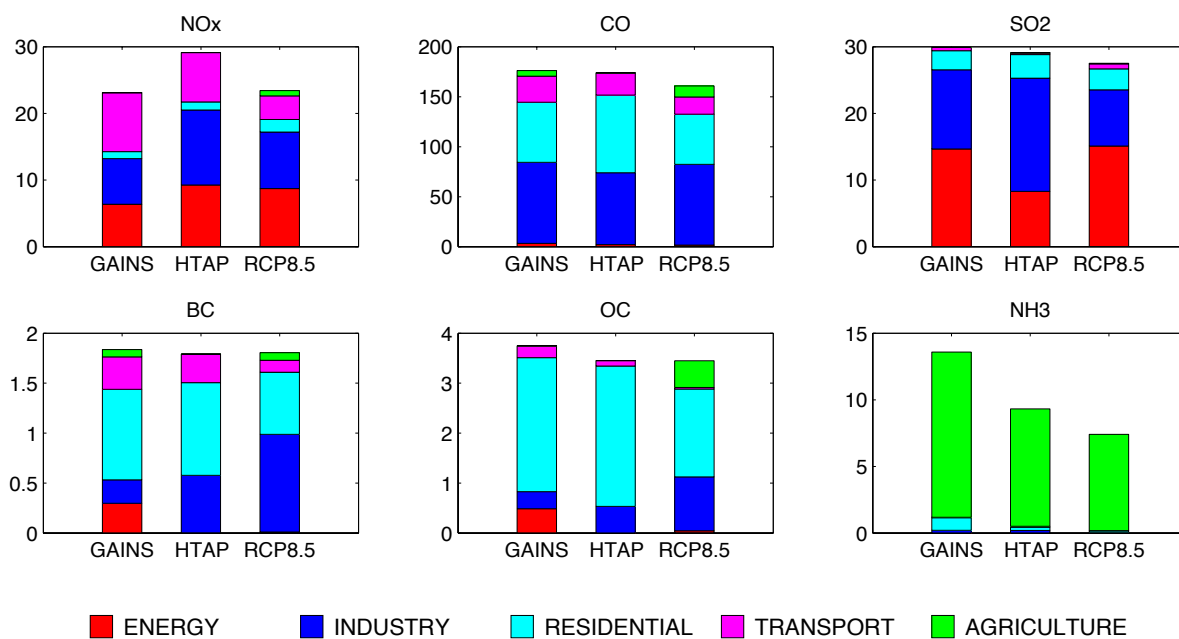 NOx
CO
SO2
30
20
10
0
GAINS HTAP RCP8.5
200
150
100
50
0
GAINS HTAP RCP8.5
30
20
10
0
GAINS HTAP RCP8.5
BC
OC
NH3
2
1.5
1
0.5
0
GAINS HTAP RCP8.5
4
3
2
1
0
GAINS HTAP RCP8.5
15
10
5
0
GAINS HTAP RCP8.5
ENERGY INDUSTRY RESIDENTIAL TRANSPORT AGRICULTURE